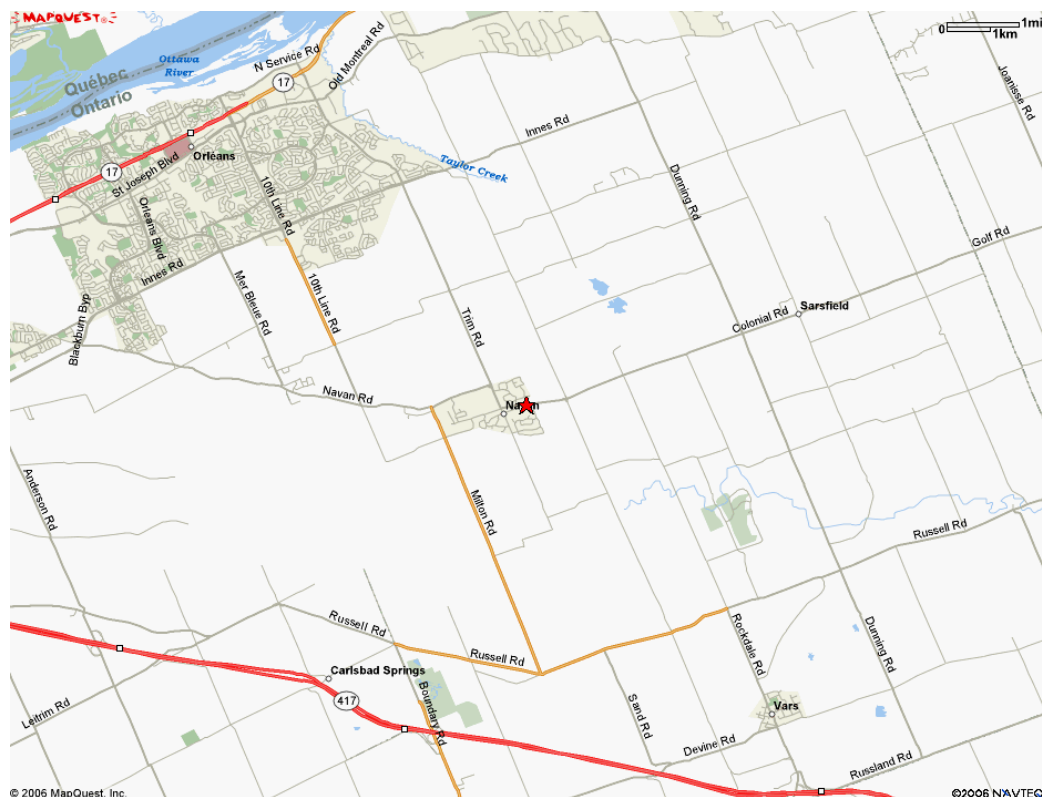 MAPQUEST
1mi
0
1km
Ottawa
River
N Service Rd
Old Montreal Rd
17
Québec
Ontario
Joanisse Rd
Innes Rd
Orléans
Taylor Creek
17
St Joseph Blvd
Dunning Rd
10th Line Rd
Orleans Blvd
Golf Rd
Innes Rd
Mer Bleue Rd
10th Line Rd
Blackburn Byp
Trim Rd
Colonial Rd
Sarsfield
Navan Rd
Anderson Rd
Milton Rd
Russell Rd
Russell Rd
Russell Rd
Rockdale Rd
Dunning Rd
Carlsbad Springs
417
Boundary Rd
Leitrim Rd
Sand Rd
Vars
Devine Rd
Russland Rd
© 2006 MapQuest, Inc.
©2006 NAVTEQ